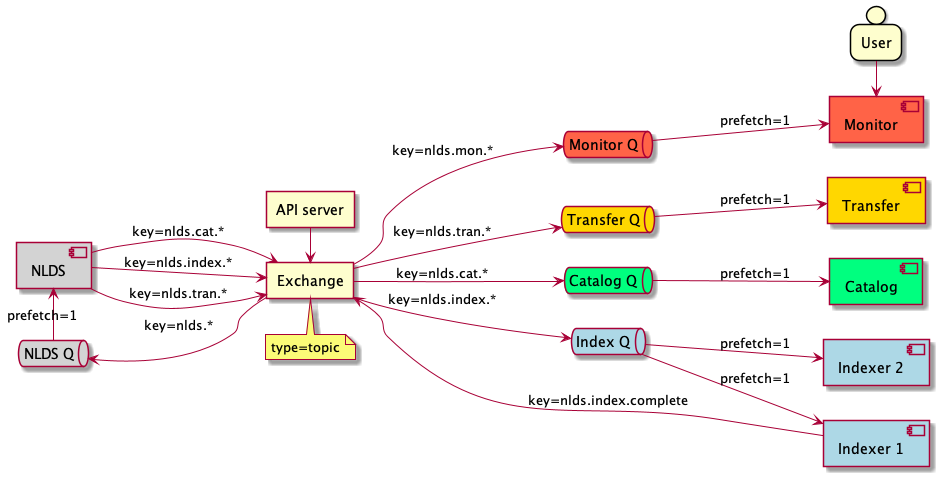 User
prefetch=1
Monitor
Monitor Q
key=nlds.mon.*
prefetch=1
Transfer
API server
Transfer Q
key=nlds.cat.*
key=nlds.tran.*
key=nlds.index.*
NLDS
prefetch=1
key=nlds.cat.*
Exchange
Catalog Q
Catalog
key=nlds.tran.*
key=nlds.index.*
prefetch=1
key=nlds.*
Index Q
prefetch=1
type=topic
NLDS Q
Indexer 2
prefetch=1
key=nlds.index.complete
Indexer 1